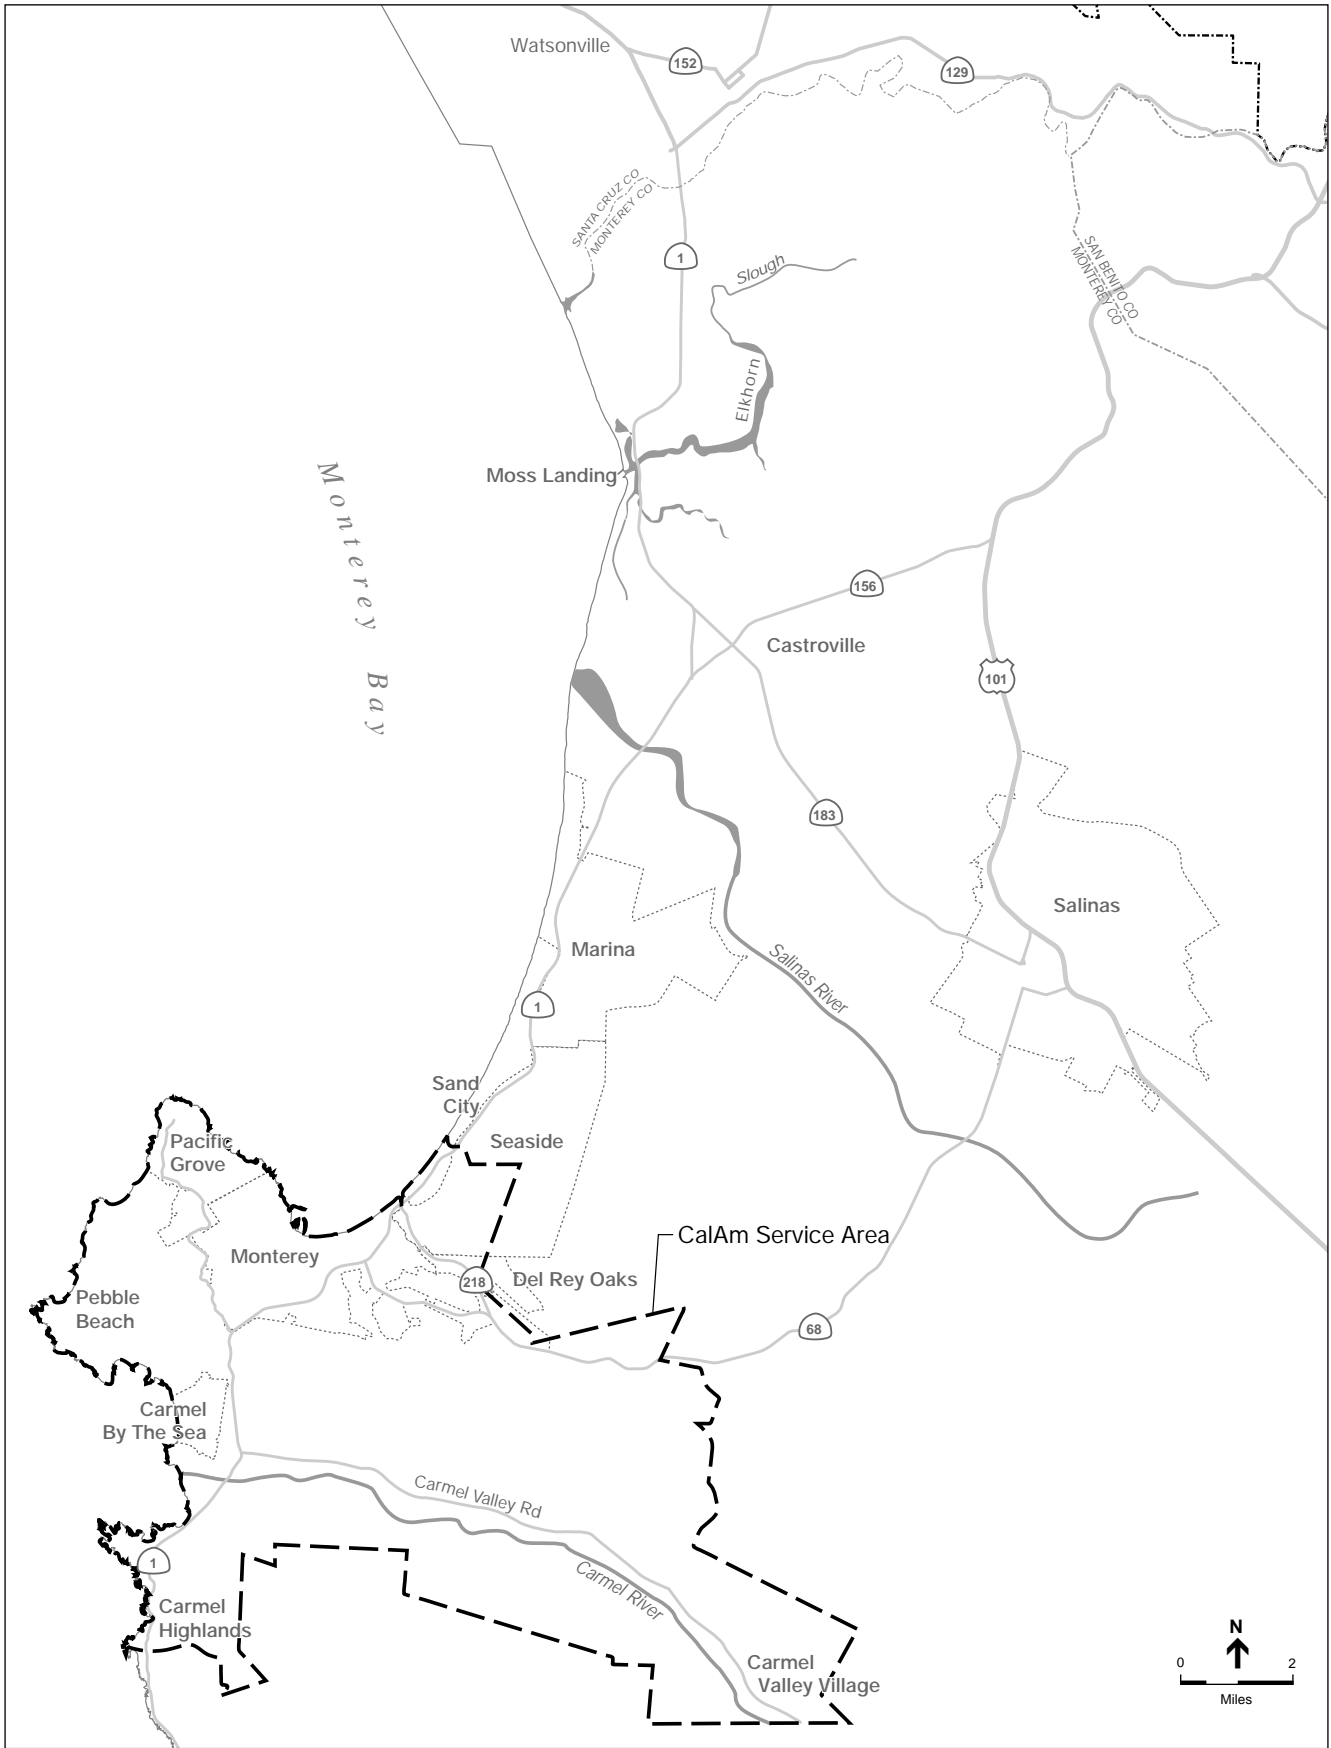 Watsonville
152
129
SANTA CRUZ CO
MONTEREY CO
1
Slough
SAN BENITO CO
MONTEREY CO
Elkhorn
Monterey Bay
Moss Landing
156
Castroville
101
183
Salinas
Marina
Salinas River
1
Sand
City
Seaside
Pacific
Grove
CalAm Service Area
Monterey
218
Del Rey Oaks
Pebble
Beach
68
Carmel
By The Sea
Carmel Valley Rd
1
Carmel River
Carmel
Highlands
Carmel
Valley Village
N
0 2
Miles